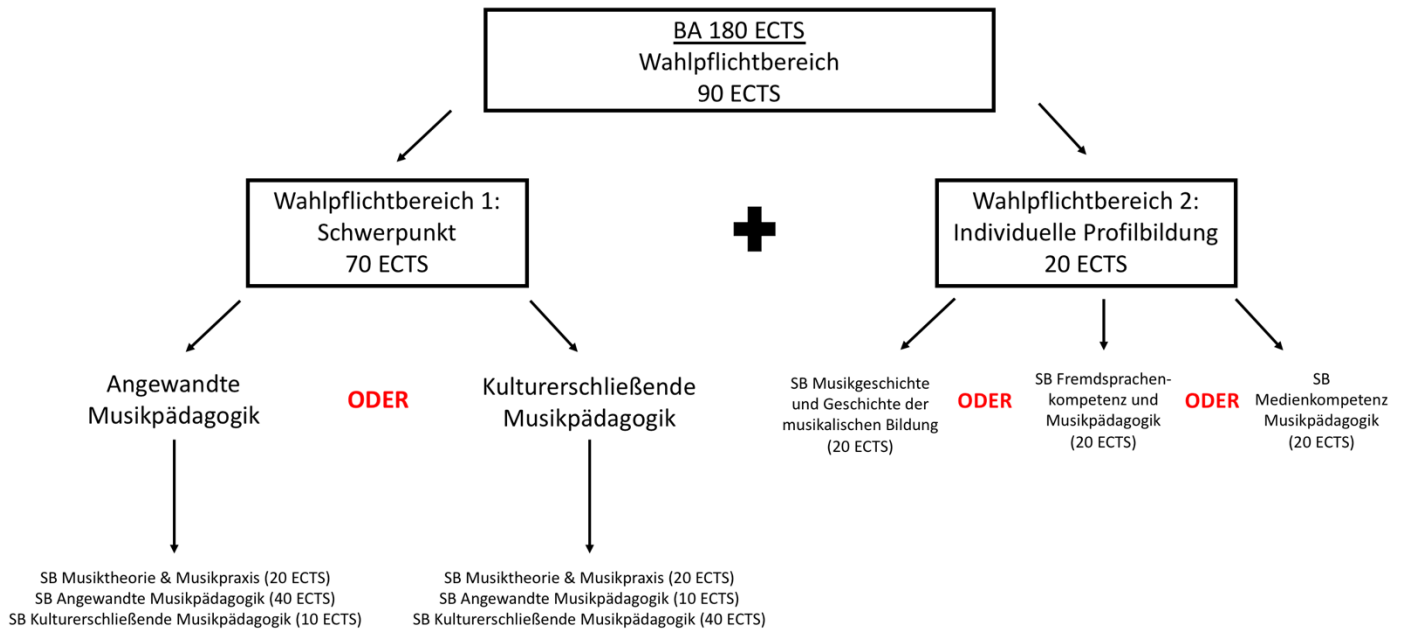 BA 180 ECTS
Wahlpflichtbereich
90 ECTS
Wahlpflichtbereich 1:
Schwerpunkt
70 ECTS
Wahlpflichtbereich 2:
Individuelle Profilbildung
20 ECTS
Angewandte
Musikpädagogik
ODER
Kulturerschließende
Musikpädagogik
SB Musikgeschichte
und Geschichte der
musikalischen Bildung
(20 ECTS)
ODER
SB Fremdsprachen-
kompetenz und
Musikpädagogik
(20 ECTS)
ODER
SB
Medienkompetenz
Musikpädagogik
(20 ECTS)
SB Musiktheorie & Musikpraxis (20 ECTS)
SB Angewandte Musikpädagogik (40 ECTS)
SB Kulturerschließende Musikpädagogik (10 ECTS)
SB Musiktheorie & Musikpraxis (20 ECTS)
SB Angewandte Musikpädagogik (10 ECTS)
SB Kulturerschließende Musikpädagogik (40 ECTS)